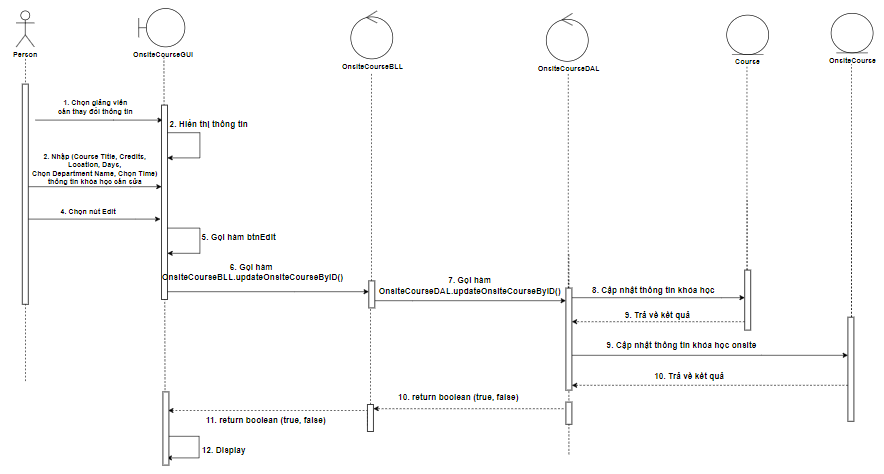 Person
OnsiteCourseGUI
OnsiteCourseBLL
OnsiteCourseDAL
Course
OnsiteCourse
1. Chọn giảng viên
cần thay đổi thông tin
2. Hiển thị thông tin
2. Nhập (Course Title, Credits,
Location, Days,
Chọn Department Name, Chọn Time)
thông tin khóa học cần sửa
4. Chọn nút Edit
5. Gọi hàm btnEdit
6. Gọi hàm
OnsiteCourseBLL.updateOnsiteCourseByID()
7. Gọi hàm
OnsiteCourseDAL.updateOnsiteCourseByID()
8. Cập nhật thông tin khóa học
9. Trả về kết quả
9. Cập nhật thông tin khóa học onsite
10. Trả về kết quả
10. return boolean (true, false)
11. return boolean (true, false)
12. Display